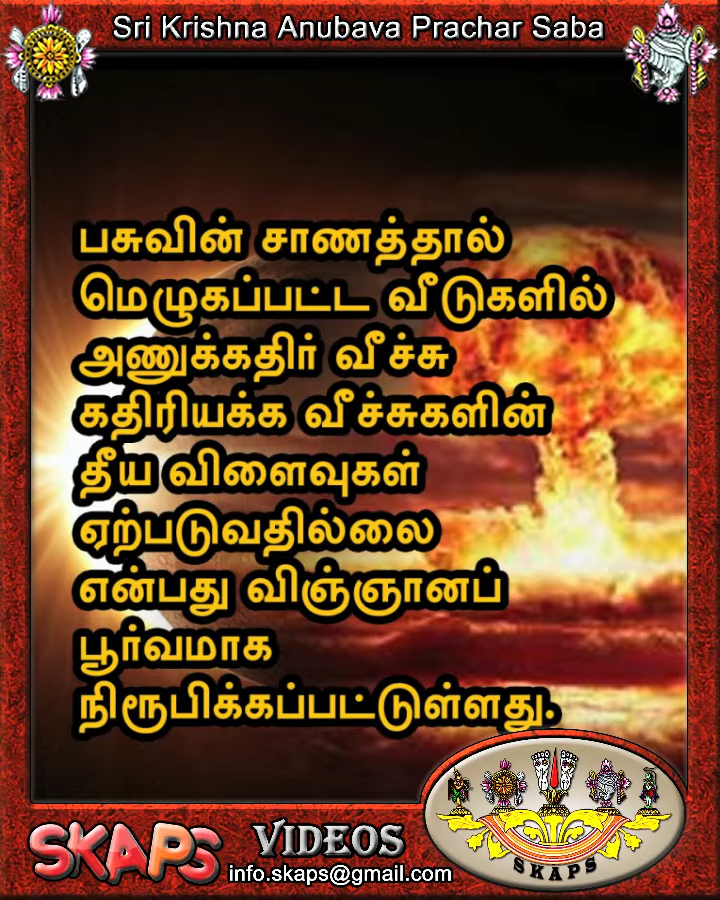 Sri Krishna Anubava Prachar Saba
பசுவின் சாணத்தால்
மெழுகப்பட்ட வீடுகளில்
அணுக்கதிர் வீச்சு
கதிரியக்க வீச்சுகளின்
தீய விளைவுகள்
ஏற்படுவதில்லை
என்பது விஞ்ஞானப்
பூர்வமாக
நிரூபிக்கப்பட்டுள்ளது.
SKAPS VIDEOS
info.skaps@gmail.com
SKAPS